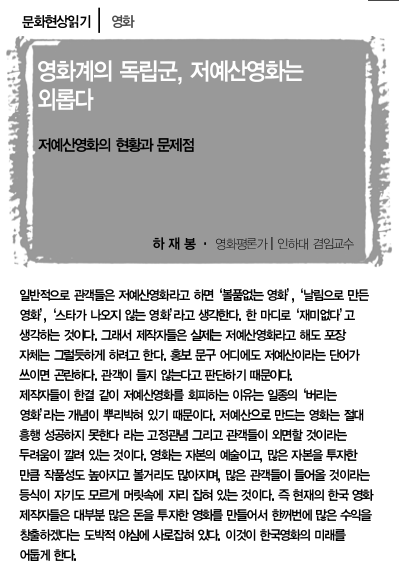 문화현상읽기 | 영화
영화계의 독립군, 저예산영화는
외롭다
저예산영화의 현황과 문제점
하 재 봉 · 영화평론가 | 인하대 겸임교수
일반적으로 관객들은 저예산영화라고 하면 ‘볼품없는 영화’, ‘날림으로 만든
영화’, ‘스타가 나오지 않는 영화’라고 생각한다. 한 마디로 ‘재미없다’고
생각하는 것이다. 그래서 제작자들은 실제는 저예산영화라고 해도 포장
자체는 그럴듯하게 하려고 한다. 홍보 문구 어디에도 저예산이라는 단어가
쓰이면 곤란하다. 관객이 들지 않는다고 판단하기 때문이다.
제작자들이 한결 같이 저예산영화를 회피하는 이유는 일종의 ‘버리는
영화’라는 개념이 뿌리박혀 있기 때문이다. 저예산으로 만드는 영화는 절대
흥행 성공하지 못한다 라는 고정관념 그리고 관객들이 외면할 것이라는
두려움이 깔려 있는 것이다. 영화는 자본의 예술이고, 많은 자본을 투자한
만큼 작품성도 높아지고 볼거리도 많아지며, 많은 관객들이 들어올 것이라는
등식이 자기도 모르게 머릿속에 자리 잡혀 있는 것이다. 즉 현재의 한국 영화
제작자들은 대부분 많은 돈을 투자한 영화를 만들어서 한꺼번에 많은 수익을
창출하겠다는 도박적 야심에 사로잡혀 있다. 이것이 한국영화의 미래를
어둡게 한다.